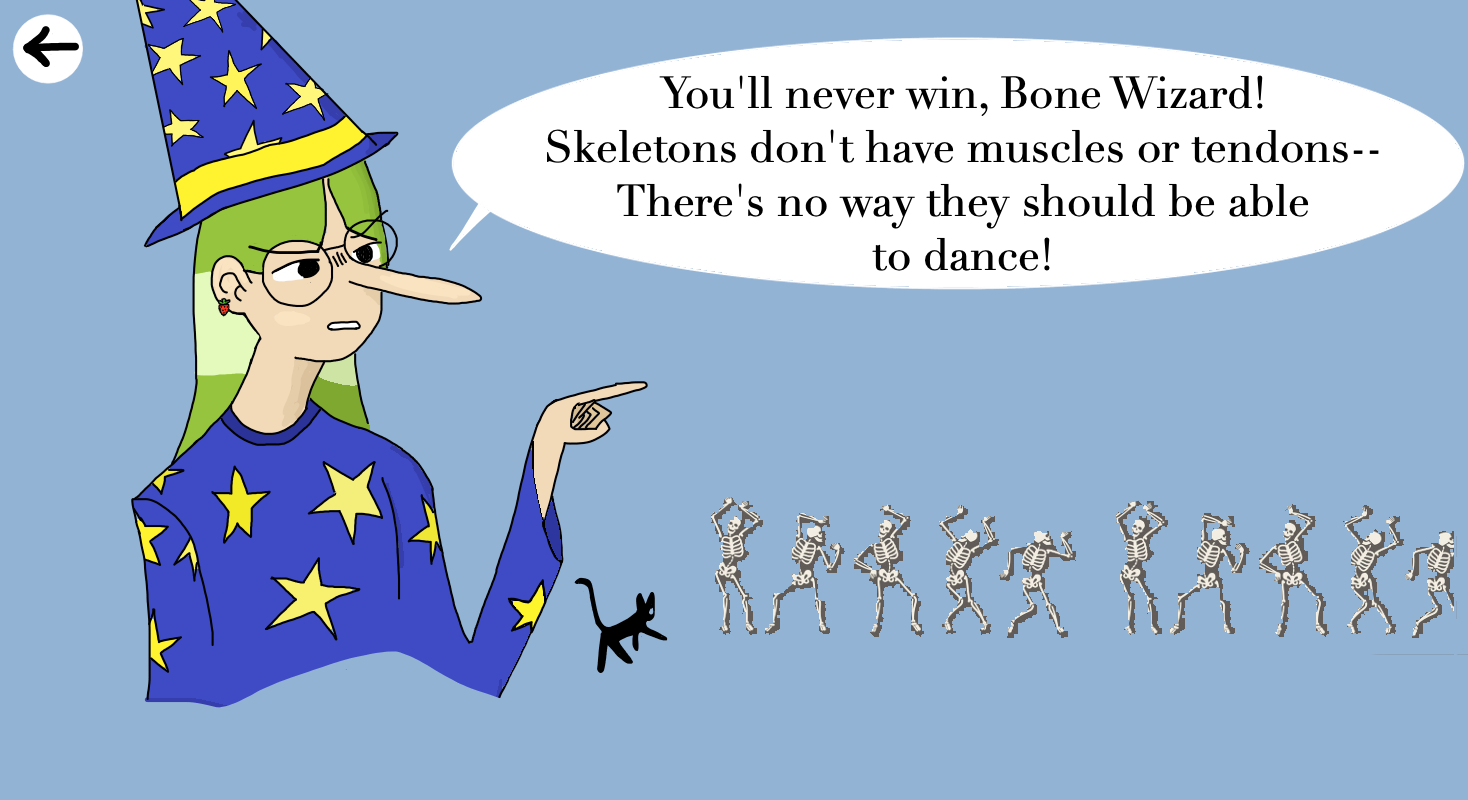 You'll never win, Bone Wizard!
Skeletons don't have muscles or tendons--
There's no way they should be able
to dance!